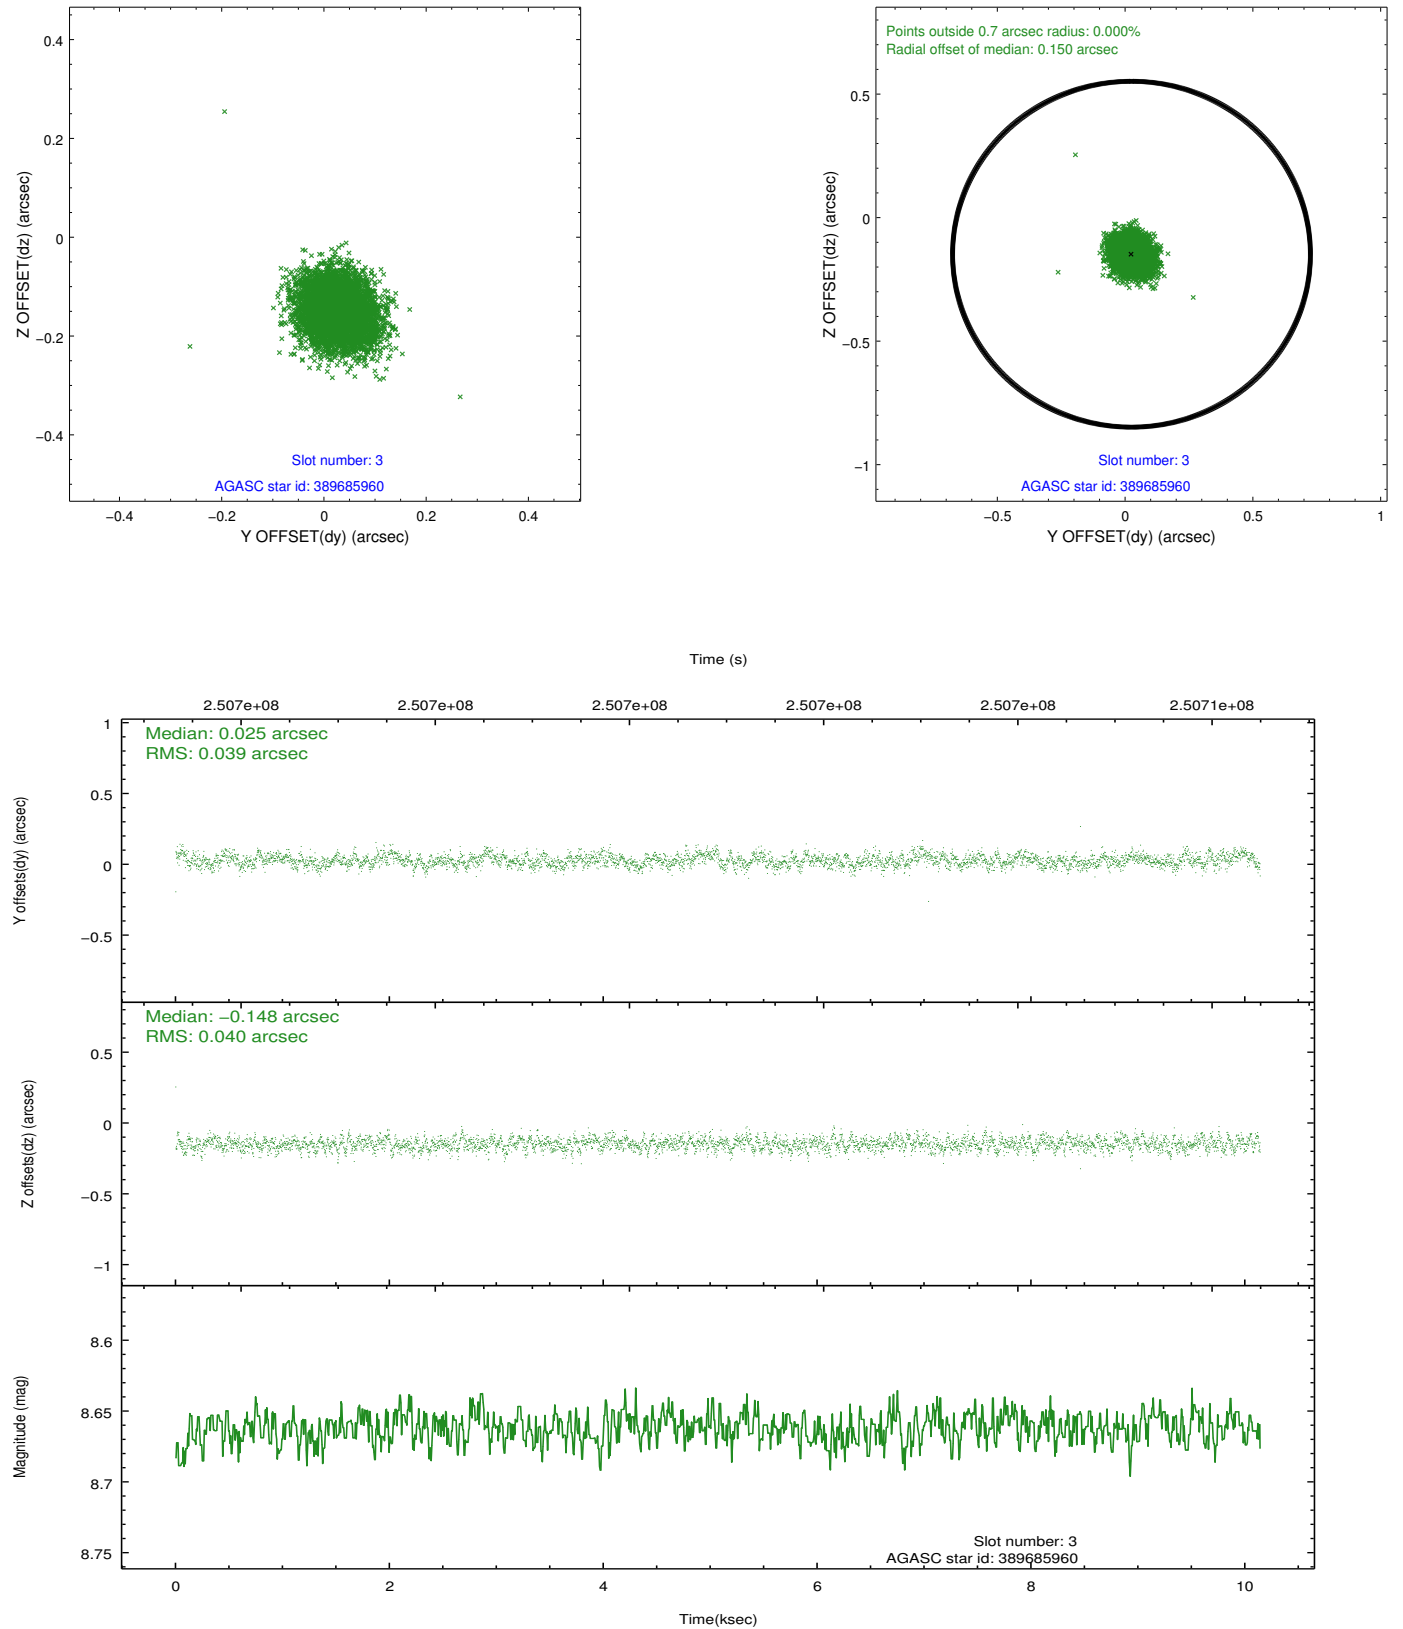 0.4
0.2
0
−0.2
−0.4
Z OFFSET(dz) (arcsec)
Slot number: 3
AGASC star id: 389685960
−0.4
−0.2
0
0.2
0.4
Y OFFSET(dy) (arcsec)
Points outside 0.7 arcsec radius: 0.000%
Radial offset of median: 0.150 arcsec
0.5
0
−0.5
−1
Z OFFSET(dz) (arcsec)
Slot number: 3
AGASC star id: 389685960
−0.5
0
0.5
1
Y OFFSET(dy) (arcsec)
Time (s)
2.507e+08
2.507e+08
2.507e+08
2.507e+08
2.507e+08
2.5071e+08
Median: 0.025 arcsec
RMS: 0.039 arcsec
1
0.5
0
−0.5
Y offsets(dy) (arcsec)
Median: −0.148 arcsec
RMS: 0.040 arcsec
0.5
0
−0.5
−1
Z offsets(dz) (arcsec)
8.6
8.65
8.7
8.75
Magnitude (mag)
Slot number: 3
AGASC star id: 389685960
0
2
4
6
8
10
Time(ksec)